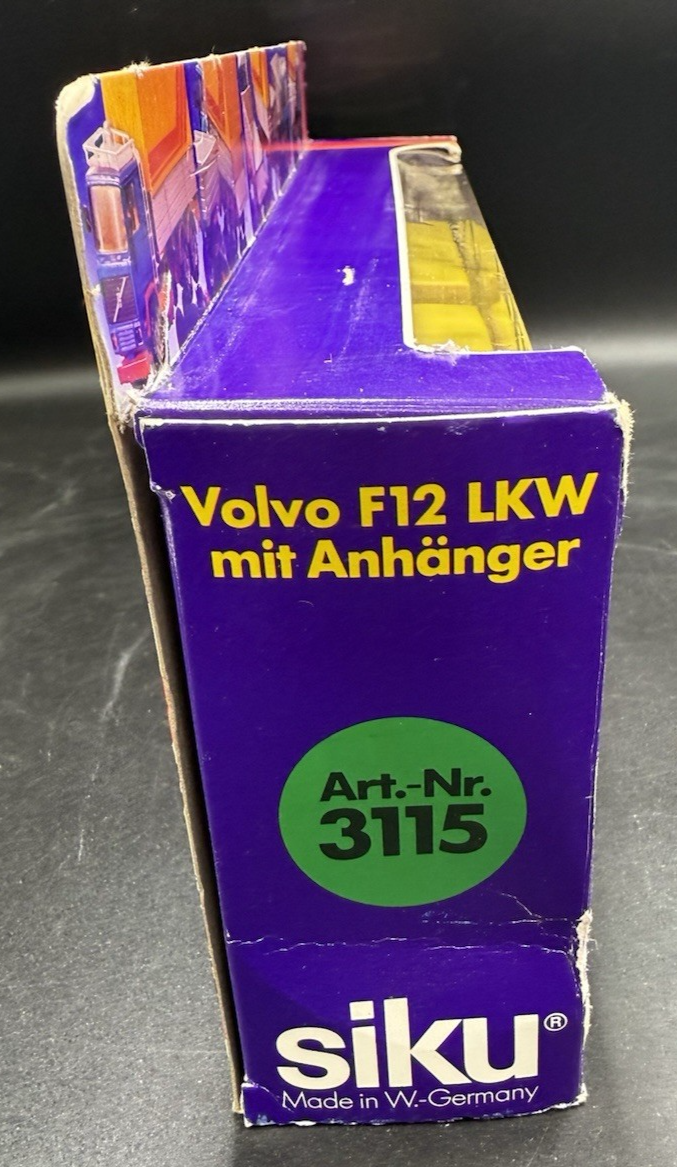 Volvo F12 LKW
mit Anhänger
Art.-Nr.
3115
siku®
Made in W.-Germany